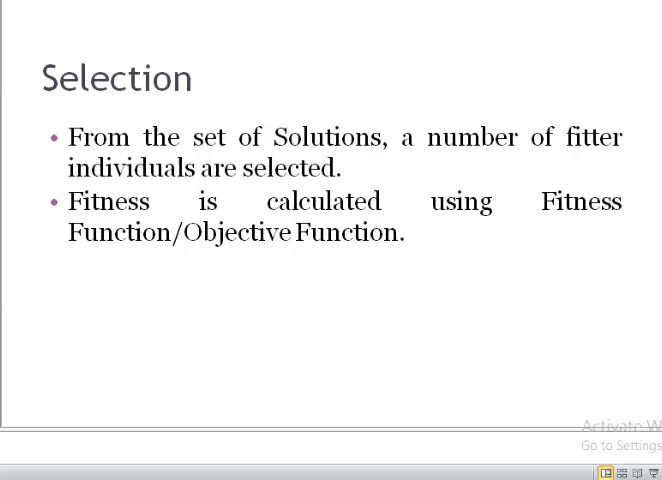 Selection
• From the set of Solutions, a number of fitter
individuals are selected.
• Fitness is calculated using Fitness
Function/Objective Function.
Activate W
Go to Settings